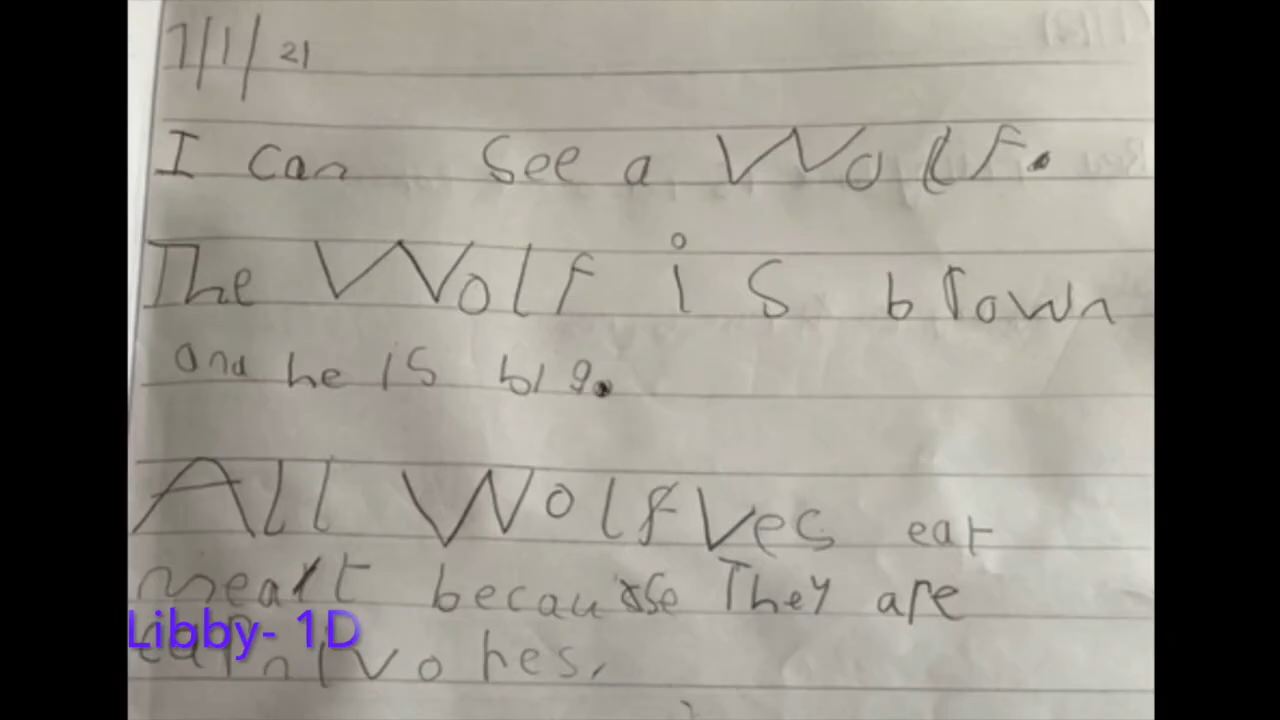 7/1/21
I can see a Wolf.
The Wolf is brown
and he is big.
All Wolfves eat
meat because They are
carnivores.
Libby- 1D